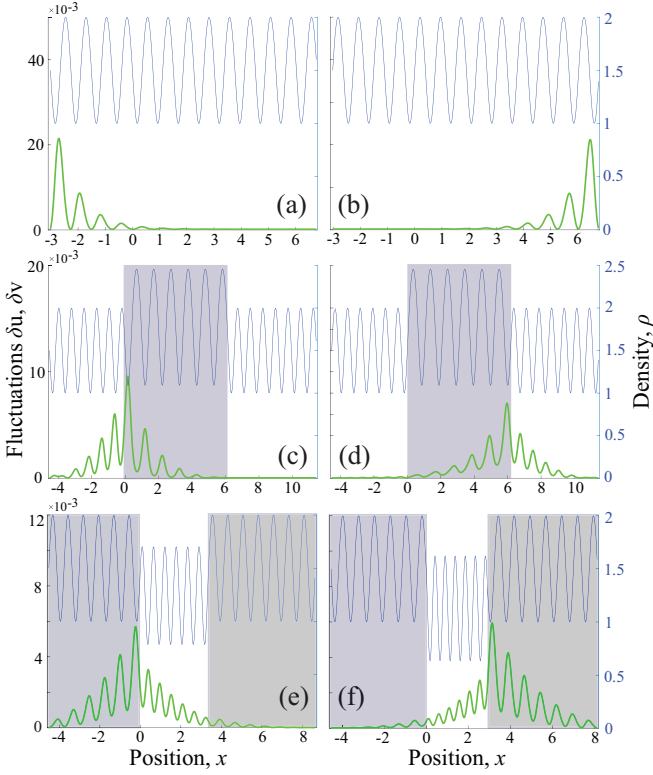 50 ×10⁻³
2
40
1.5
1
20
0.5
(a) (b)
0
0
-3 -2 -1 0 1 2 3 4 5 6
-3 -2 -1 0 1 2 3 4 5 6
20 ×10⁻³
2.5
2
1.5
10
1
0.5
(c) (d)
0
0
-4 -2 0 2 4 6 8 10
-4 -2 0 2 4 6 8 10
12 ×10⁻³
2
8
1.5
1
4
0.5
(e) (f)
0
0
-4 -2 0 2 4 6 8
-4 -2 0 2 4 6 8
Fluctuations δu, δv
Density, ρ
Position, x
Position, x